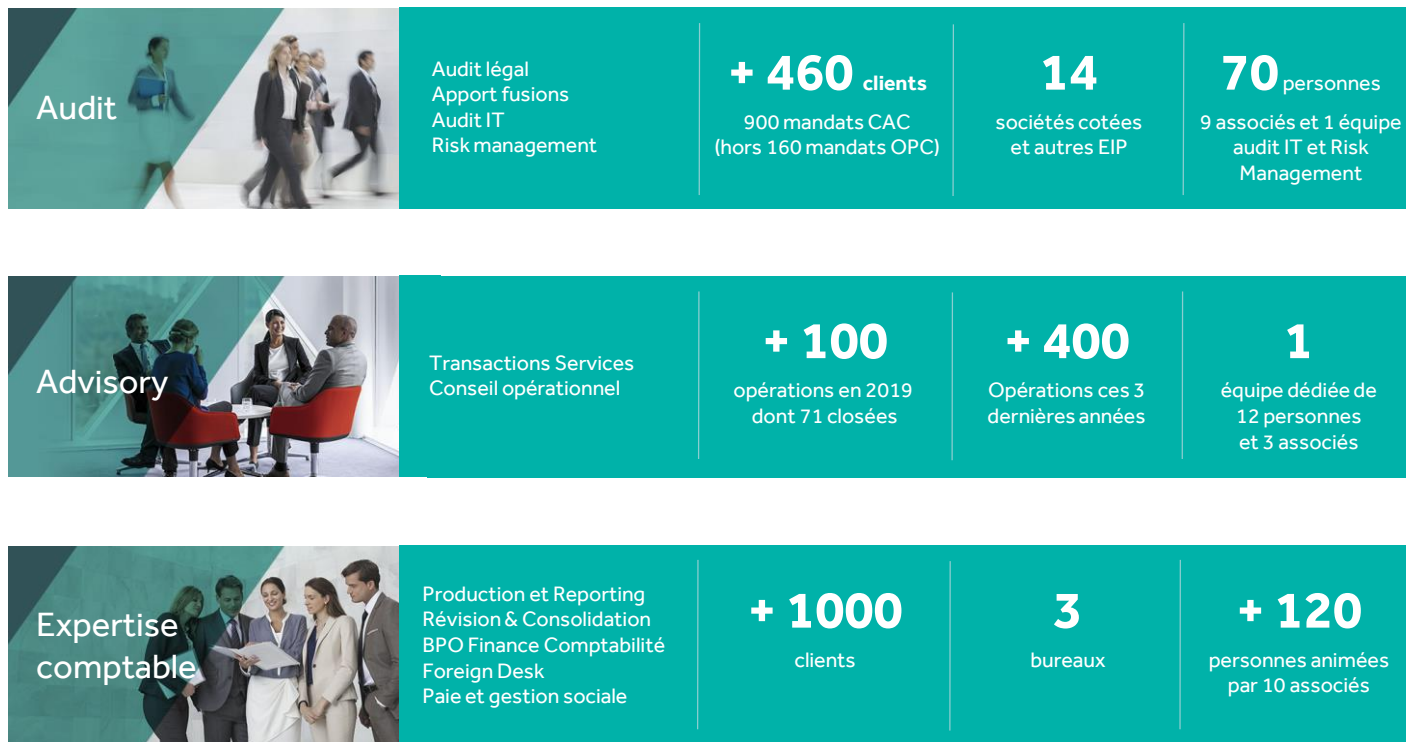 Audit
Audit légal
Apport fusions
Audit IT
Risk management
+ 460 clients
900 mandats CAC
(hors 160 mandats OPC)
14
sociétés cotées
et autres EIP
70 personnes
9 associés et 1 équipe
audit IT et Risk
Management
Advisory
Transactions Services
Conseil opérationnel
+ 100
opérations en 2019
dont 71 closées
+ 400
Opérations ces 3
dernières années
1
équipe dédiée de
12 personnes
et 3 associés
Expertise
comptable
Production et Reporting
Révision & Consolidation
BPO Finance Comptabilité
Foreign Desk
Paie et gestion sociale
+ 1000
clients
3
bureaux
+ 120
personnes animées
par 10 associés